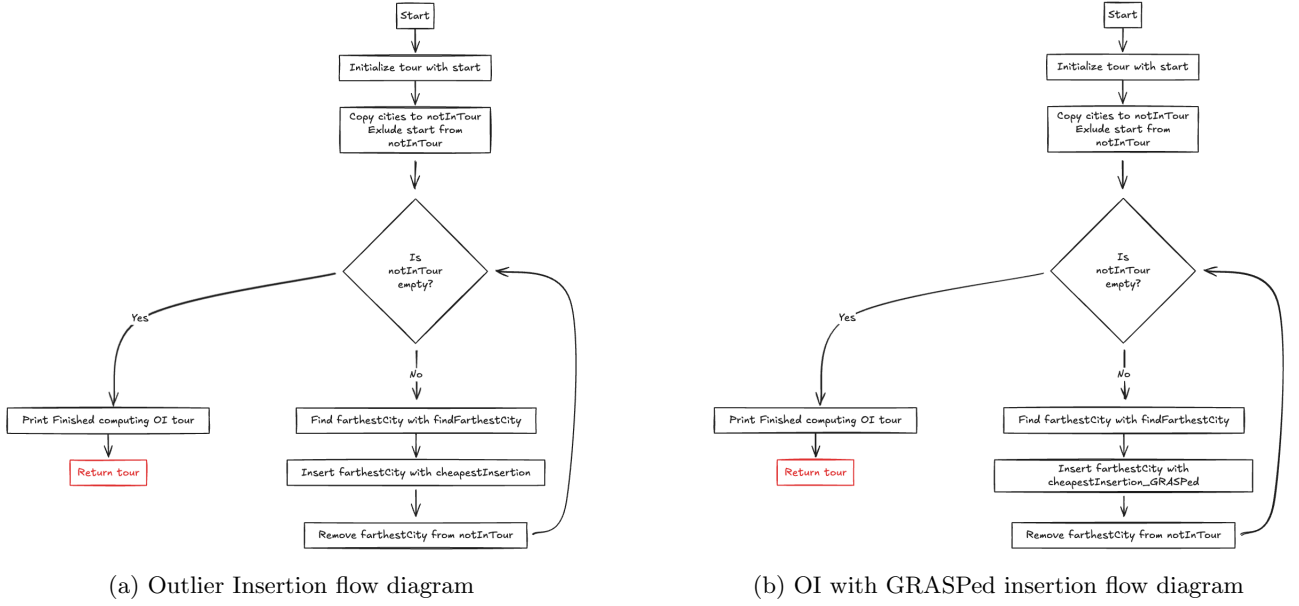 Start
Initialize tour with start
Copy cities to notInTour
Exlude start from
notInTour
Is
notInTour
empty?
Yes
No
Print Finished computing OI tour
Return tour
Find farthestCity with findFarthestCity
Insert farthestCity with cheapestInsertion
Remove farthestCity from notInTour
(a) Outlier Insertion flow diagram
Start
Initialize tour with start
Copy cities to notInTour
Exlude start from
notInTour
Is
notInTour
empty?
Yes
No
Print Finished computing OI tour
Return tour
Find farthestCity with findFarthestCity
Insert farthestCity with
cheapestInsertion_GRASPed
Remove farthestCity from notInTour
(b) OI with GRASPed insertion flow diagram